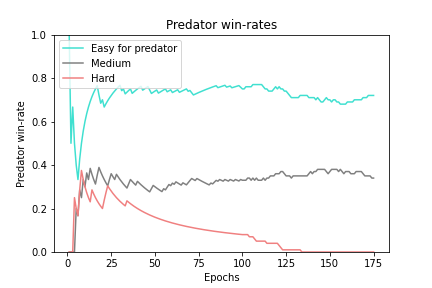 Predator win-rates
Easy for predator
Medium
Hard
Predator win-rate
1.0
0.8
0.6
0.4
0.2
0.0
0 25 50 75 100 125 150 175
Epochs